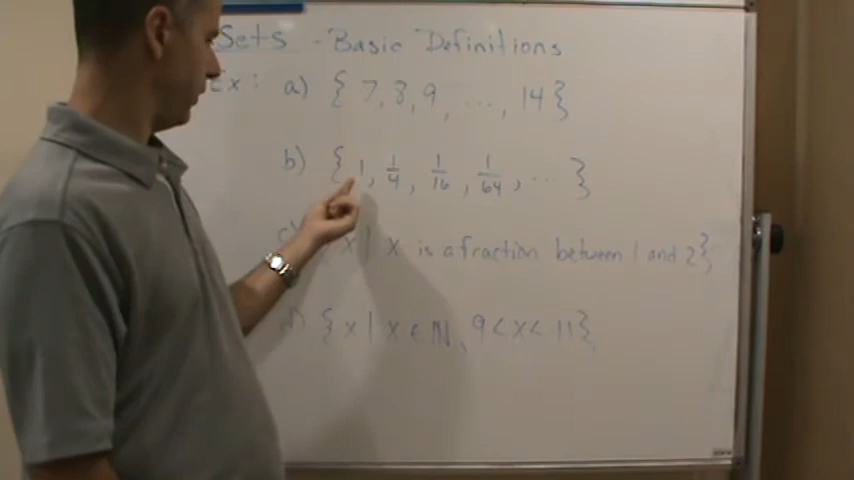 Sets - Basic Definitions
Ex: a) { 7, 8, 9, ..., 14 }
b) { 1, 1/4, 1/16, 1/64, ... }
c) x | x is a fraction between 1 and 2 }
d) { x | x ∈ ℕ, 9 < x < 11 }